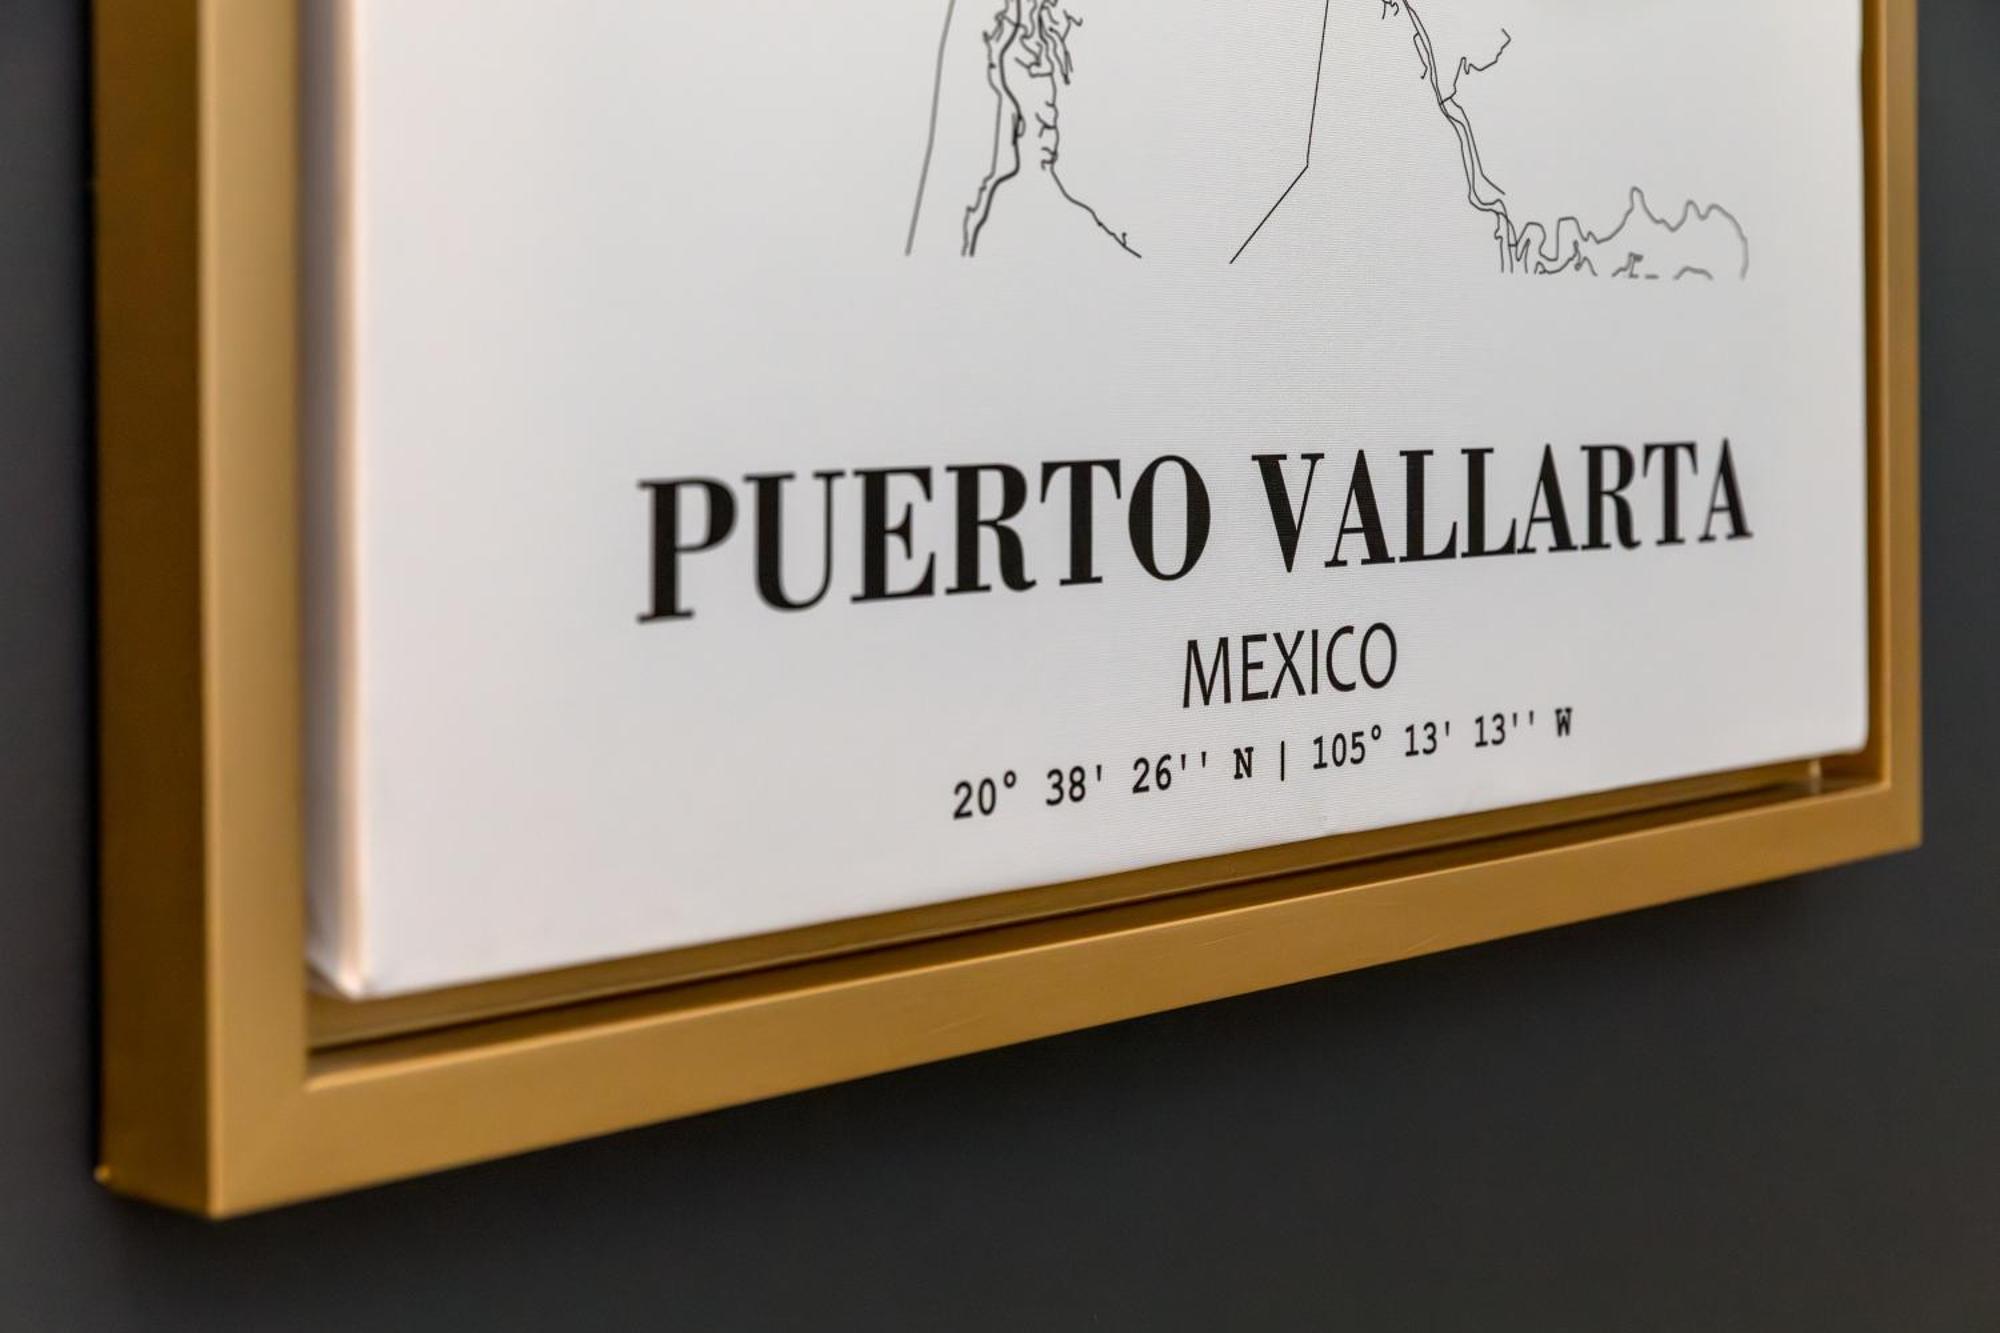 PUERTO VALLARTA
MEXICO
20° 38' 26'' N | 105° 13' 13'' W